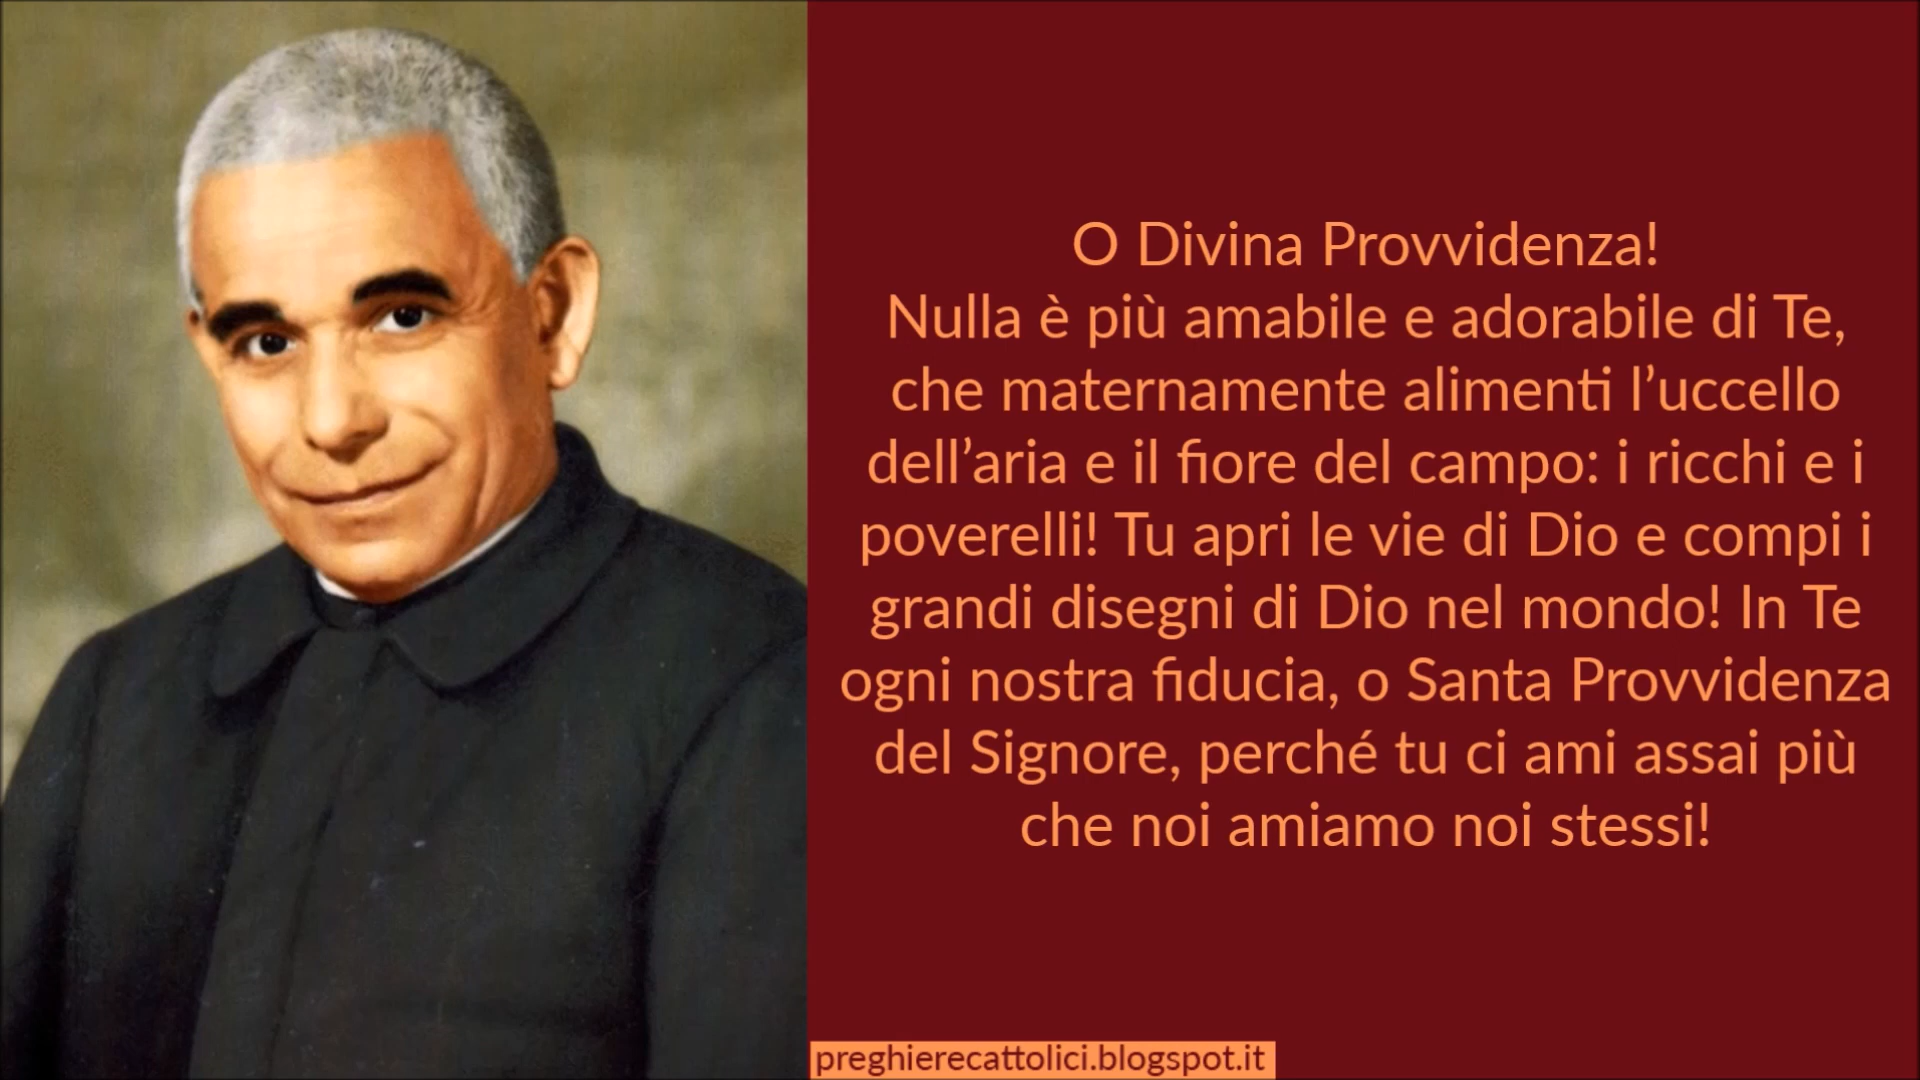 O Divina Provvidenza!
Nulla è più amabile e adorabile di Te,
che maternamente alimenti l’uccello
dell’aria e il fiore del campo: i ricchi e i
poverelli! Tu apri le vie di Dio e compi i
grandi disegni di Dio nel mondo! In Te
ogni nostra fiducia, o Santa Provvidenza
del Signore, perché tu ci ami assai più
che noi amiamo noi stessi!
preghierecattolici.blogspot.it